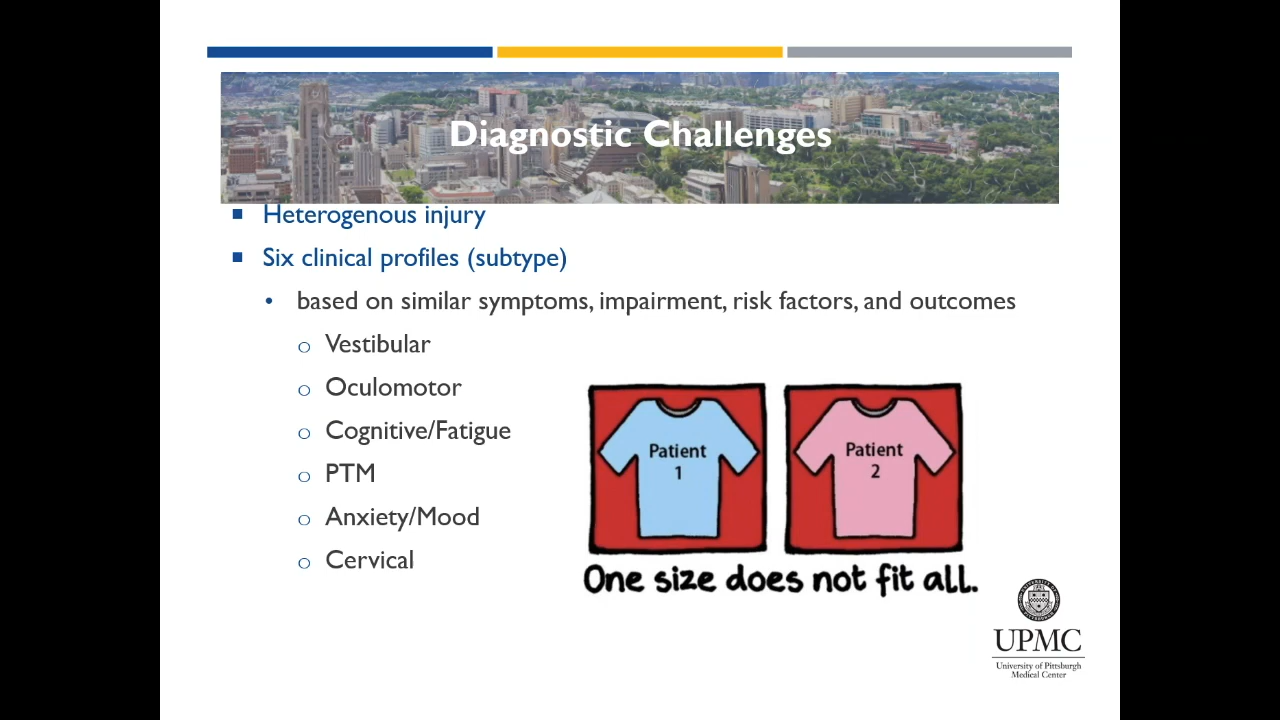 Diagnostic Challenges
Heterogenous injury
Six clinical profiles (subtype)
based on similar symptoms, impairment, risk factors, and outcomes
Vestibular
Oculomotor
Cognitive/Fatigue
PTM
Anxiety/Mood
Cervical
Patient
1
Patient
2
One size does not fit all.
UPMC
University of Pittsburgh
Medical Center